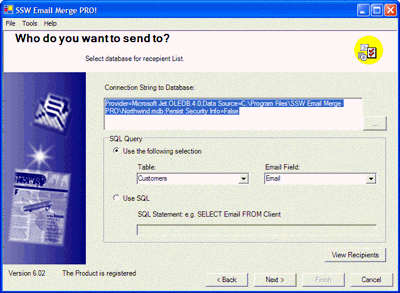 SSW Email Merge PRO!
File Tools Help
Who do you want to send to?
Select database for recepient List.
Connection String to Database:
Provider=Microsoft.Jet.OLEDB.4.0;Data Source=C:\Program Files\SSW Email Merge
PRO\Northwind.mdb;Persist Security Info=False
...
SQL Query
Use the following selection
Table: Email Field:
Customers Email
Use SQL
SQL Statement: e.g. SELECT Email FROM Client
View Recipients
Version 6.02 The Product is registered
< Back Next > Finish Cancel